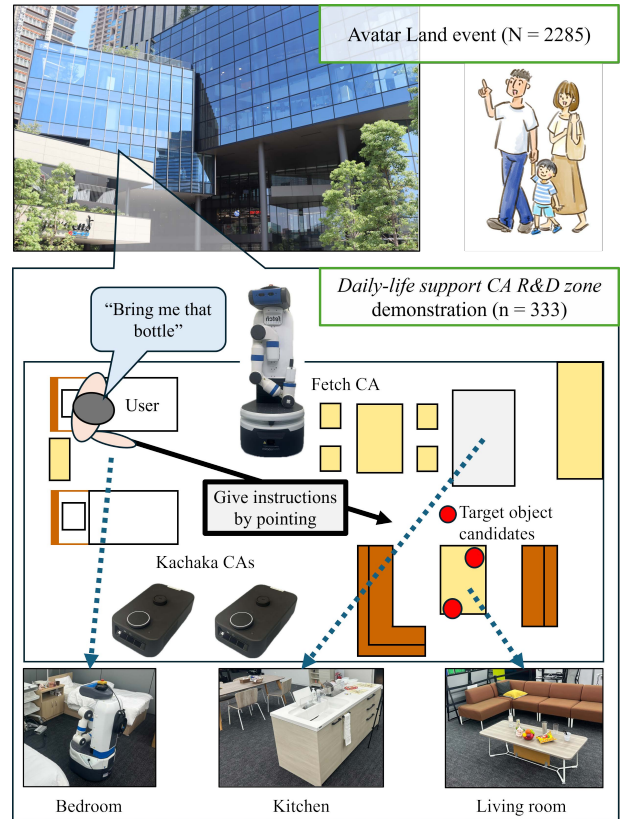 Avatar Land event (N = 2285)
Daily-life support CA R&D zone
demonstration (n = 333)
“Bring me that
bottle”
fetch
User
Fetch CA
Give instructions
by pointing
Target object
candidates
Kachaka CAs
Bedroom
Kitchen
Living room